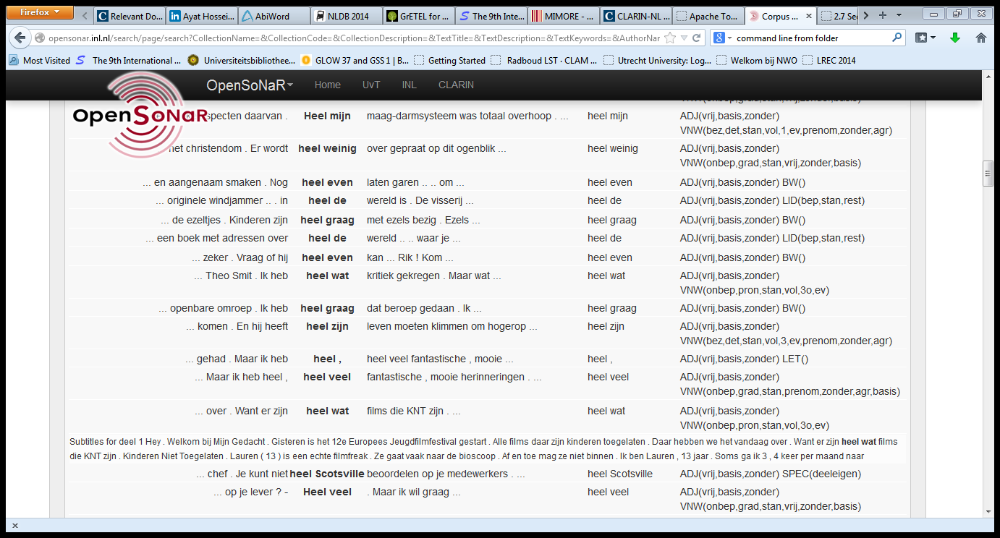 Firefox
Relevant Do...
Ayat Hossei...
AbiWord
NLDB 2014
GrETEL for ...
The 9th Inte...
MIMORE - ...
CLARIN-NL ...
Apache To...
Corpus ...
2.7 Sec
opensonar.inl.nl/search/page/search?CollectionName=&CollectionCode=&CollectionDescription=&TextTitle=&TextDescription=&TextKeywords=&AuthorNar
command line from folder
Most Visited
The 9th International ...
Universiteitsbibliothee...
GLOW 37 and GSS 1 | B...
Getting Started
Radboud LST · CLAM ...
Utrecht University: Log...
Welkom bij NWO
LREC 2014
OpenSoNaR
Home
UvT
INL
CLARIN
OpenSoNaR
specten daarvan . Heel mijn maag-darmsysteem was totaal overhoop . ... heel mijn ADJ(vrij,basis,zonder)
VNW(bez,det,stan,vol,1,ev,prenom,zonder,agr)
het christendom . Er wordt heel weinig over gepraat op dit ogenblik ... heel weinig ADJ(vrij,basis,zonder)
VNW(onbep,grad,stan,vrij,zonder,basis)
... en aangenaam smaken . Nog heel even laten garen .. .. om ... heel even ADJ(vrij,basis,zonder) BW()
... originele windjammer .. . in heel de wereld is . De visserij ... heel de ADJ(vrij,basis,zonder) LID(bep,stan,rest)
... de ezeltjes . Kinderen zijn heel graag met ezels bezig . Ezels ... heel graag ADJ(vrij,basis,zonder) BW()
... een boek met adressen over heel de wereld .. .. waar je ... heel de ADJ(vrij,basis,zonder) LID(bep,stan,rest)
... zeker . Vraag of hij heel even kan ... Rik ! Kom ... heel even ADJ(vrij,basis,zonder) BW()
... Theo Smit . Ik heb heel wat kritiek gekregen . Maar wat ... heel wat ADJ(vrij,basis,zonder)
VNW(onbep,pron,stan,vol,3o,ev)
... openbare omroep . Ik heb heel graag dat beroep gedaan . Ik ... heel graag ADJ(vrij,basis,zonder) BW()
... komen . En hij heeft heel zijn leven moeten klimmen om hogerop ... heel zijn ADJ(vrij,basis,zonder)
VNW(bez,det,stan,vol,3,ev,prenom,zonder,agr)
... gehad . Maar ik heb heel , heel veel fantastische , mooie ... heel , ADJ(vrij,basis,zonder) LET()
... Maar ik heb heel , heel veel fantastische , mooie herinneringen . ... heel veel ADJ(vrij,basis,zonder)
VNW(onbep,grad,stan,prenom,zonder,agr,basis)
... over . Want er zijn heel wat films die KNT zijn . ... heel wat ADJ(vrij,basis,zonder)
VNW(onbep,pron,stan,vol,3o,ev)
Subtitles for deel 1 Hey . Welkom bij Mijn Gedacht . Gisteren is het 12e Europees Jeugdfilmfestival gestart . Alle films daar zijn kinderen toegelaten . Daar hebben we het vandaag over . Want er zijn heel wat films
die KNT zijn . Kinderen Niet Toegelaten . Lauren ( 13 ) is een echte filmfreak . Ze gaat vaak naar de bioscoop . Af en toe mag ze niet binnen . Ik ben Lauren , 13 jaar . Soms ga ik 3 , 4 keer per maand naar
... chef . Je kunt niet heel Scotsville beoordelen op je medewerkers . ... heel Scotsville ADJ(vrij,basis,zonder) SPEC(deeleigen)
... op je lever ? - Heel veel . Maar ik wil graag ... heel veel ADJ(vrij,basis,zonder)
VNW(onbep,grad,stan,vrij,zonder,basis)